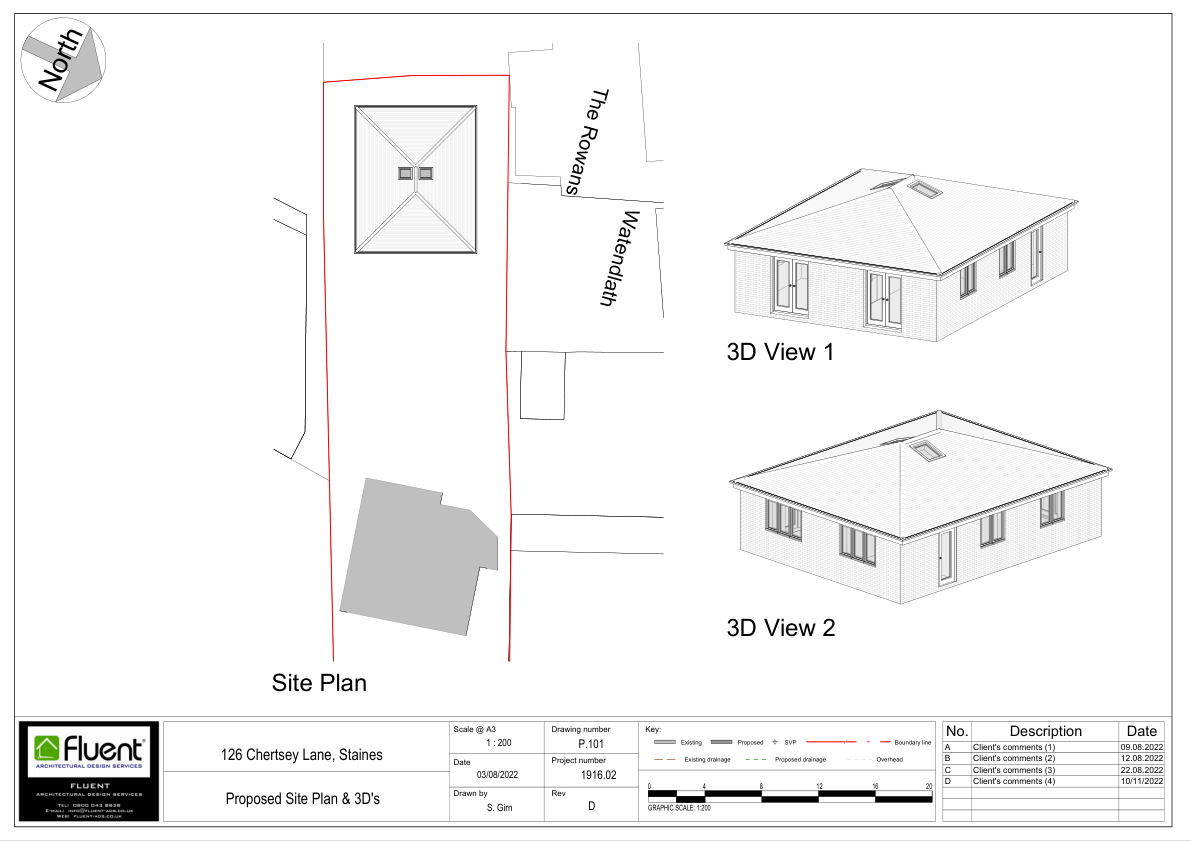 North
The Rowans
Watendlath
3D View 1
3D View 2
Site Plan
fluent
ARCHITECTURAL DESIGN SERVICES
FLUENT
ARCHITECTURAL DESIGN SERVICES
TEL: 0800 043 8838
E-MAIL: INFO@FLUENT-ADS.CO.UK
WEB: FLUENT-ADS.CO.UK
126 Chertsey Lane, Staines
Proposed Site Plan & 3D's
Scale @ A3
1 : 200
Date
03/08/2022
Drawn by
S. Girn
Drawing number
P.101
Project number
1916.02
Rev
D
Key:
Existing Proposed SVP Boundary line
Existing drainage Proposed drainage Overhead
0 4 8 12 16 20
GRAPHIC SCALE: 1:200
No. Description Date
A Client's comments (1) 09.08.2022
B Client's comments (2) 12.08.2022
C Client's comments (3) 22.08.2022
D Client's comments (4) 10/11/2022